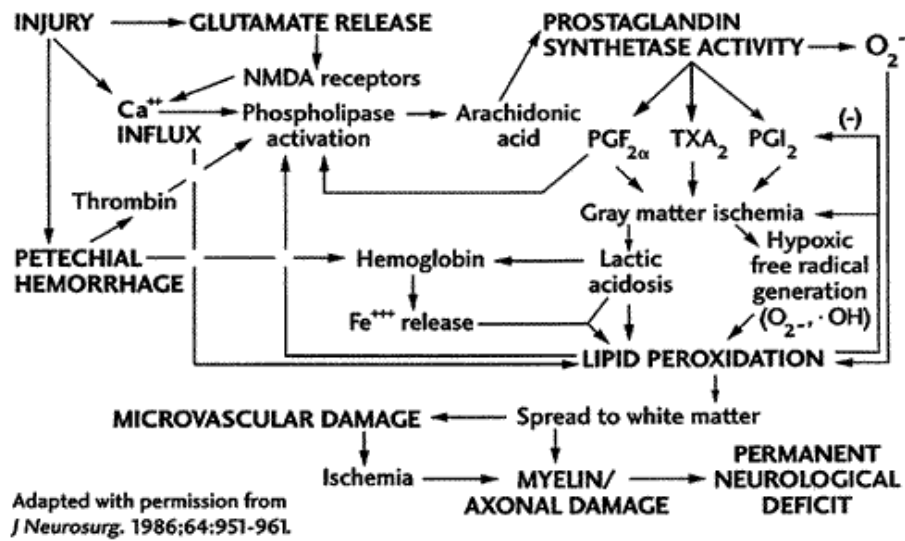 INJURY
GLUTAMATE RELEASE
PROSTAGLANDIN
SYNTHETASE ACTIVITY
O₂⁻
NMDA receptors
Ca⁺⁺
INFLUX
Phospholipase
activation
Arachidonic
acid
PGF₂α
TXA₂
PGI₂
(-)
Thrombin
Gray matter ischemia
PETECHIAL
HEMORRHAGE
Hemoglobin
Lactic
acidosis
Hypoxic
free radical
generation
(O₂-, ·OH)
Fe⁺⁺⁺ release
LIPID PEROXIDATION
MICROVASCULAR DAMAGE
Spread to white matter
Ischemia
MYELIN/
AXONAL DAMAGE
PERMANENT
NEUROLOGICAL
DEFICIT
Adapted with permission from
J Neurosurg. 1986;64:951-961.